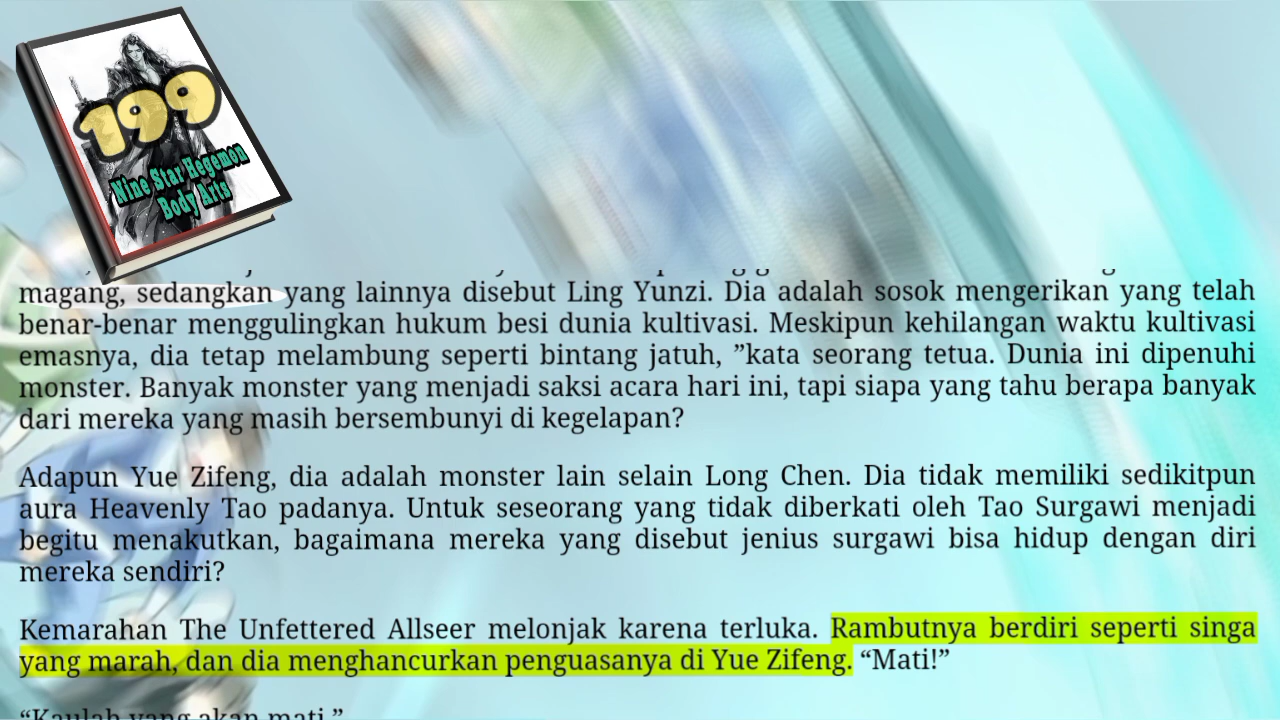 199
Nine Star Hegemon
Body Arts
magang, sedangkan yang lainnya disebut Ling Yunzi. Dia adalah sosok mengerikan yang telah
benar-benar menggulingkan hukum besi dunia kultivasi. Meskipun kehilangan waktu kultivasi
emasnya, dia tetap melambung seperti bintang jatuh, ”kata seorang tetua. Dunia ini dipenuhi
monster. Banyak monster yang menjadi saksi acara hari ini, tapi siapa yang tahu berapa banyak
dari mereka yang masih bersembunyi di kegelapan?
Adapun Yue Zifeng, dia adalah monster lain selain Long Chen. Dia tidak memiliki sedikitpun
aura Heavenly Tao padanya. Untuk seseorang yang tidak diberkati oleh Tao Surgawi menjadi
begitu menakutkan, bagaimana mereka yang disebut jenius surgawi bisa hidup dengan diri
mereka sendiri?
Kemarahan The Unfettered Allseer melonjak karena terluka. Rambutnya berdiri seperti singa
yang marah, dan dia menghancurkan penguasanya di Yue Zifeng. “Mati!”
“Kaulah yang akan mati.”